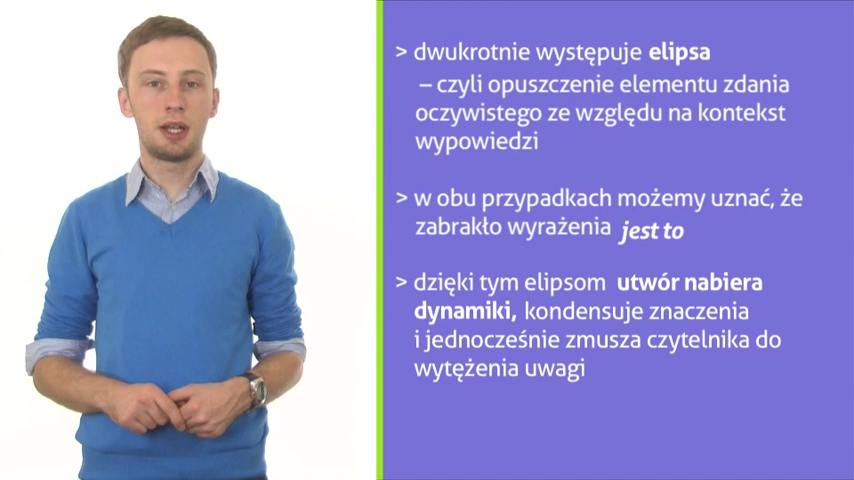 > dwukrotnie występuje elipsa
– czyli opuszczenie elementu zdania
oczywistego ze względu na kontekst
wypowiedzi
> w obu przypadkach możemy uznać, że
zabrakło wyrażenia jest to
> dzięki tym elipsom utwór nabiera
dynamiki, kondensuje znaczenia
i jednocześnie zmusza czytelnika do
wytężenia uwagi